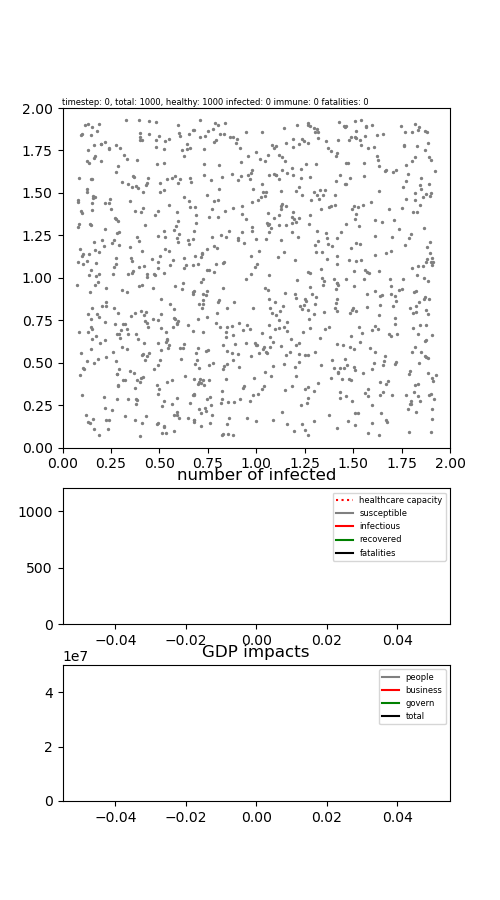 timestep: 0, total: 1000, healthy: 1000 infected: 0 immune: 0 fatalities: 0
2.00
1.75
1.50
1.25
1.00
0.75
0.50
0.25
0.00
0.00 0.25 0.50 0.75 1.00 1.25 1.50 1.75 2.00
number of infected
1000
500
0
healthcare capacity
susceptible
infectious
recovered
fatalities
−0.04 −0.02 0.00 0.02 0.04
GDP impacts
1e7
4
2
0
people
business
govern
total
−0.04 −0.02 0.00 0.02 0.04